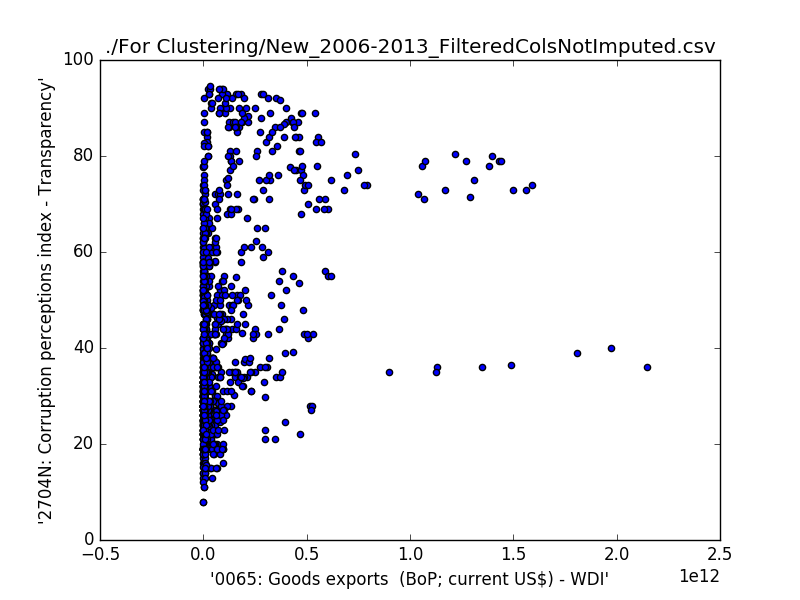 ./For Clustering/New_2006-2013_FilteredColsNotImputed.csv
'2704N: Corruption perceptions index - Transparency'
100
80
60
40
20
0
−0.5 0.0 0.5 1.0 1.5 2.0 2.5
1e12
'0065: Goods exports  (BoP; current US$) - WDI'